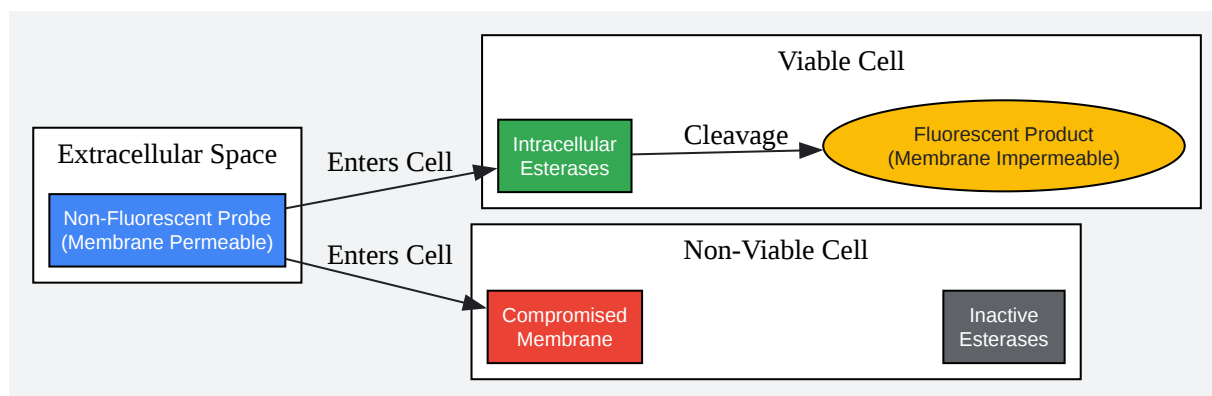 Viable Cell
Extracellular Space
Non-Fluorescent Probe
(Membrane Permeable)
Enters Cell
Intracellular
Esterases
Cleavage
Fluorescent Product
(Membrane Impermeable)
Enters Cell
Non-Viable Cell
Compromised
Membrane
Inactive
Esterases